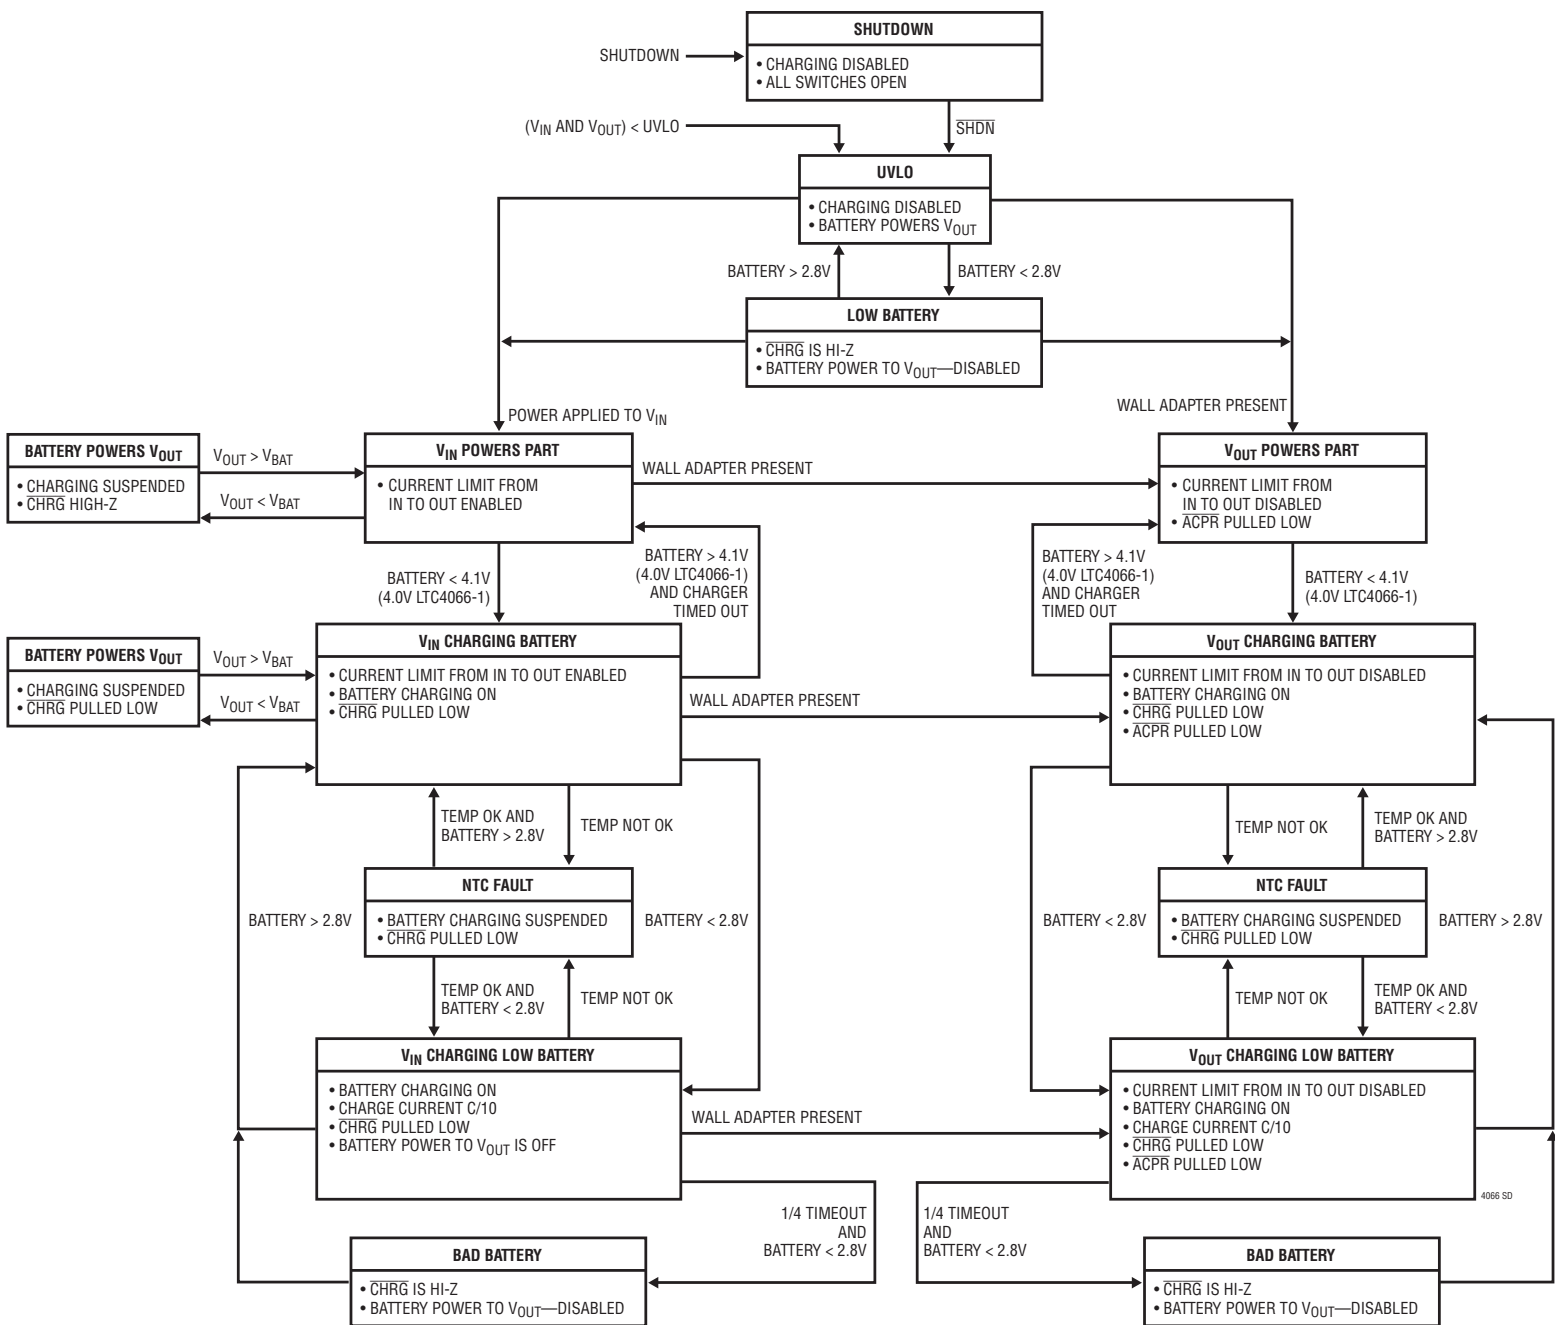 SHUTDOWN
SHUTDOWN
• CHARGING DISABLED
• ALL SWITCHES OPEN
(VIN AND VOUT) < UVLO
S̅H̅D̅N̅
UVLO
• CHARGING DISABLED
• BATTERY POWERS VOUT
BATTERY > 2.8V
BATTERY < 2.8V
LOW BATTERY
• C̅H̅R̅G̅ IS HI-Z
• BATTERY POWER TO VOUT—DISABLED
POWER APPLIED TO VIN
WALL ADAPTER PRESENT
BATTERY POWERS VOUT
• CHARGING SUSPENDED
• C̅H̅R̅G̅ HIGH-Z
VOUT > VBAT
VOUT < VBAT
VIN POWERS PART
• CURRENT LIMIT FROM
IN TO OUT ENABLED
WALL ADAPTER PRESENT
VOUT POWERS PART
• CURRENT LIMIT FROM
IN TO OUT DISABLED
• A̅C̅P̅R̅ PULLED LOW
BATTERY < 4.1V
(4.0V LTC4066-1)
BATTERY > 4.1V
(4.0V LTC4066-1)
AND CHARGER
TIMED OUT
BATTERY > 4.1V
(4.0V LTC4066-1)
AND CHARGER
TIMED OUT
BATTERY < 4.1V
(4.0V LTC4066-1)
BATTERY POWERS VOUT
• CHARGING SUSPENDED
• C̅H̅R̅G̅ PULLED LOW
VOUT > VBAT
VOUT < VBAT
VIN CHARGING BATTERY
• CURRENT LIMIT FROM IN TO OUT ENABLED
• BATTERY CHARGING ON
• C̅H̅R̅G̅ PULLED LOW
WALL ADAPTER PRESENT
VOUT CHARGING BATTERY
• CURRENT LIMIT FROM IN TO OUT DISABLED
• BATTERY CHARGING ON
• C̅H̅R̅G̅ PULLED LOW
• A̅C̅P̅R̅ PULLED LOW
TEMP OK AND
BATTERY > 2.8V
TEMP NOT OK
TEMP NOT OK
TEMP OK AND
BATTERY > 2.8V
BATTERY > 2.8V
NTC FAULT
• BATTERY CHARGING SUSPENDED
• C̅H̅R̅G̅ PULLED LOW
BATTERY < 2.8V
BATTERY < 2.8V
NTC FAULT
• BATTERY CHARGING SUSPENDED
• C̅H̅R̅G̅ PULLED LOW
BATTERY > 2.8V
TEMP OK AND
BATTERY < 2.8V
TEMP NOT OK
TEMP NOT OK
TEMP OK AND
BATTERY < 2.8V
VIN CHARGING LOW BATTERY
• BATTERY CHARGING ON
• CHARGE CURRENT C/10
• C̅H̅R̅G̅ PULLED LOW
• BATTERY POWER TO VOUT IS OFF
WALL ADAPTER PRESENT
VOUT CHARGING LOW BATTERY
• CURRENT LIMIT FROM IN TO OUT DISABLED
• BATTERY CHARGING ON
• CHARGE CURRENT C/10
• C̅H̅R̅G̅ PULLED LOW
• A̅C̅P̅R̅ PULLED LOW
4066 SD
1/4 TIMEOUT
AND
BATTERY < 2.8V
1/4 TIMEOUT
AND
BATTERY < 2.8V
BAD BATTERY
• C̅H̅R̅G̅ IS HI-Z
• BATTERY POWER TO VOUT—DISABLED
BAD BATTERY
• C̅H̅R̅G̅ IS HI-Z
• BATTERY POWER TO VOUT—DISABLED